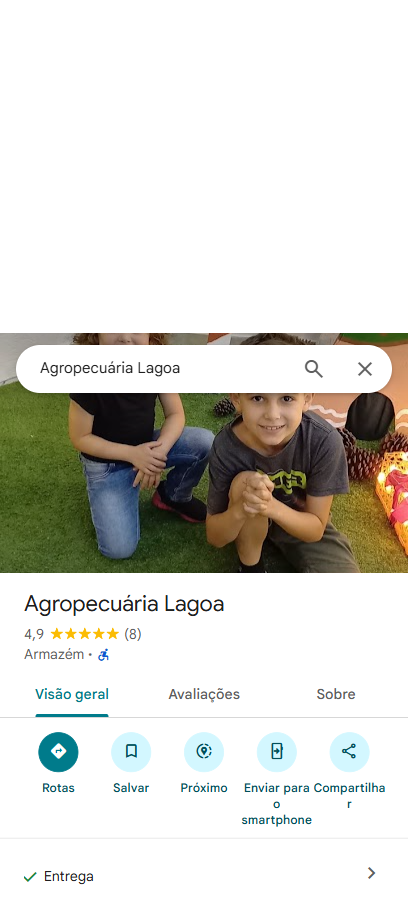 Agropecuária Lagoa
Agropecuária Lagoa
4,9 (8)
Armazém ·
Visão geral Avaliações Sobre
Rotas Salvar Próximo Enviar para o smartphone Compartilhar
Entrega